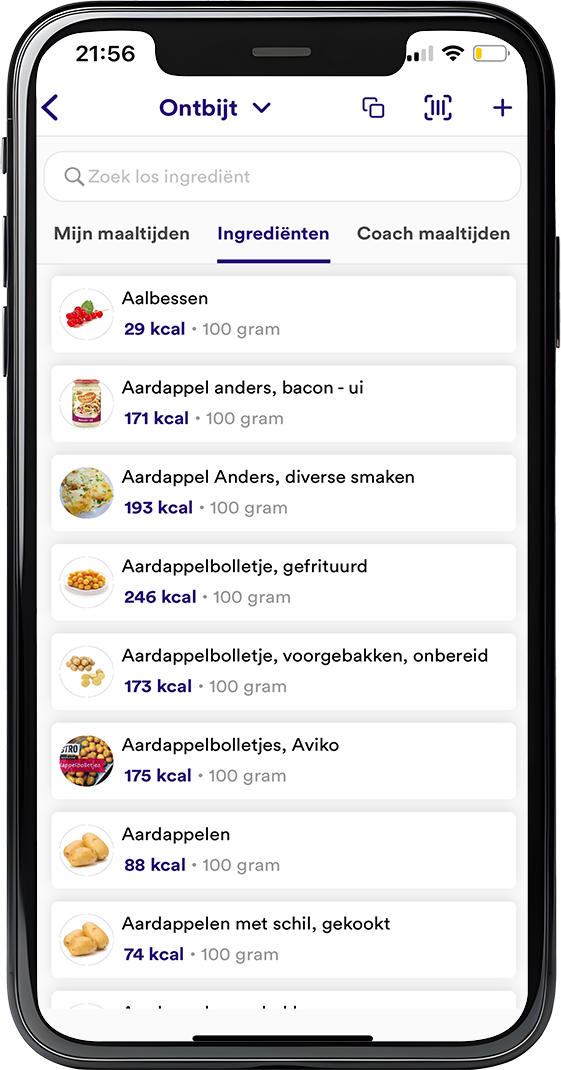 21:56
Ontbijt
Zoek los ingrediënt
Mijn maaltijden Ingrediënten Coach maaltijden
Aalbessen
29 kcal • 100 gram
Aardappel anders, bacon - ui
171 kcal • 100 gram
Aardappel Anders, diverse smaken
193 kcal • 100 gram
Aardappelbolletje, gefrituurd
246 kcal • 100 gram
Aardappelbolletje, voorgebakken, onbereid
173 kcal • 100 gram
Aardappelbolletjes, Aviko
175 kcal • 100 gram
Aardappelen
88 kcal • 100 gram
Aardappelen met schil, gekookt
74 kcal • 100 gram